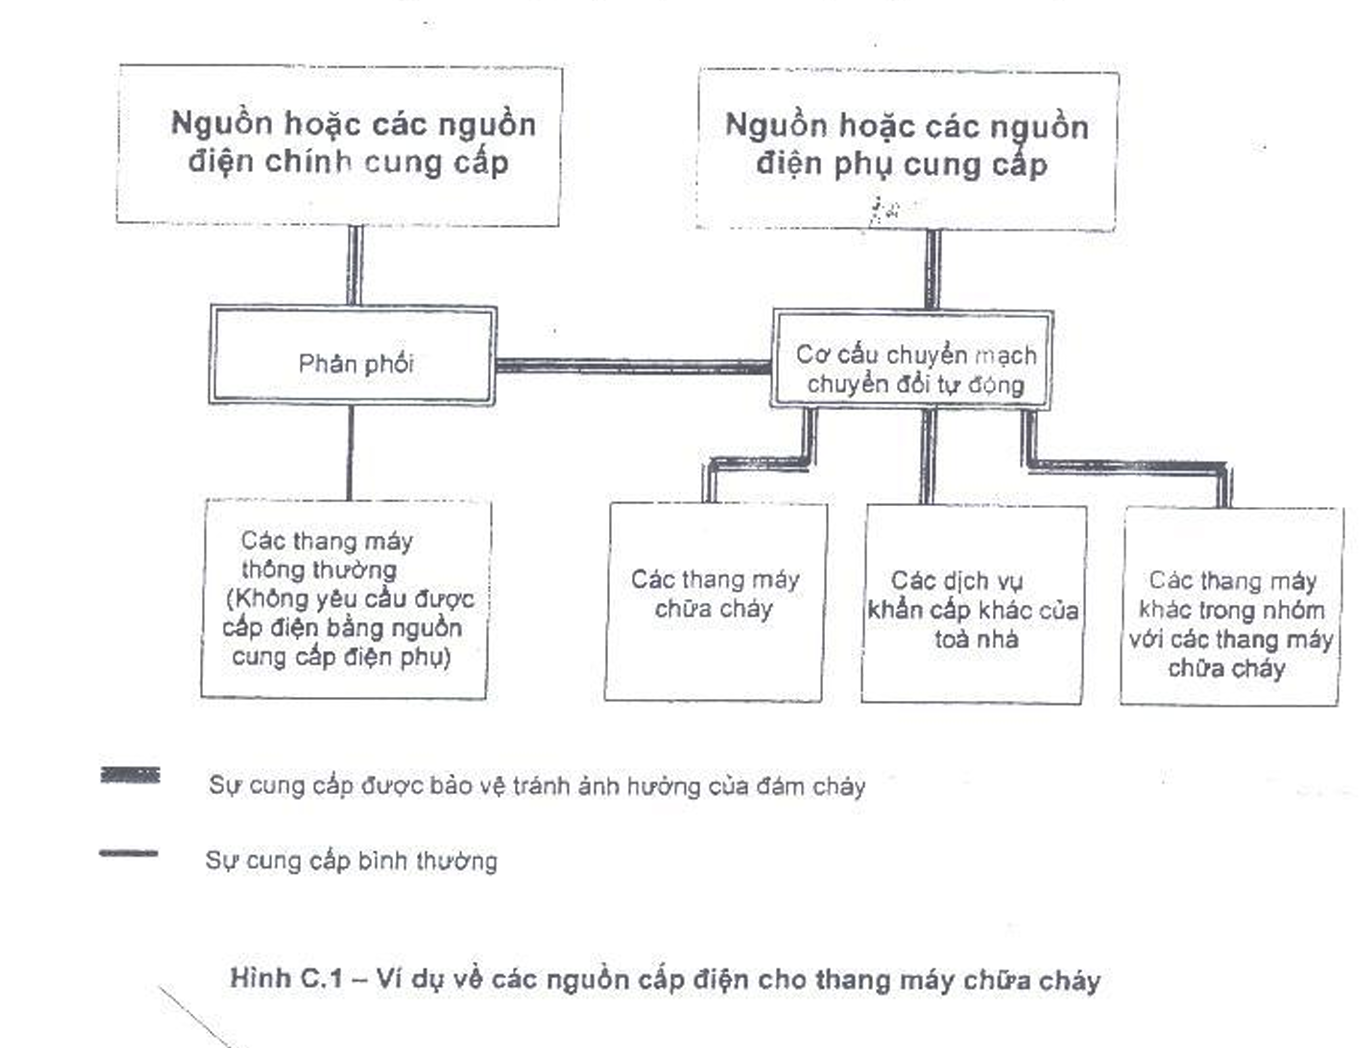 Nguồn hoặc các nguồn
điện chính cung cấp
Nguồn hoặc các nguồn
điện phụ cung cấp
Phân phối
Cơ cấu chuyển mạch
chuyển đổi tự động
Các thang máy
thông thường
(Không yêu cầu được
cấp điện bằng nguồn
cung cấp điện phụ)
Các thang máy
chữa cháy
Các dịch vụ
khẩn cấp khác của
toà nhà
Các thang máy
khác trong nhóm
với các thang máy
chữa cháy
Sự cung cấp được bảo vệ tránh ảnh hưởng của đám cháy
Sự cung cấp bình thường
Hình C.1 – Ví dụ về các nguồn cấp điện cho thang máy chữa cháy